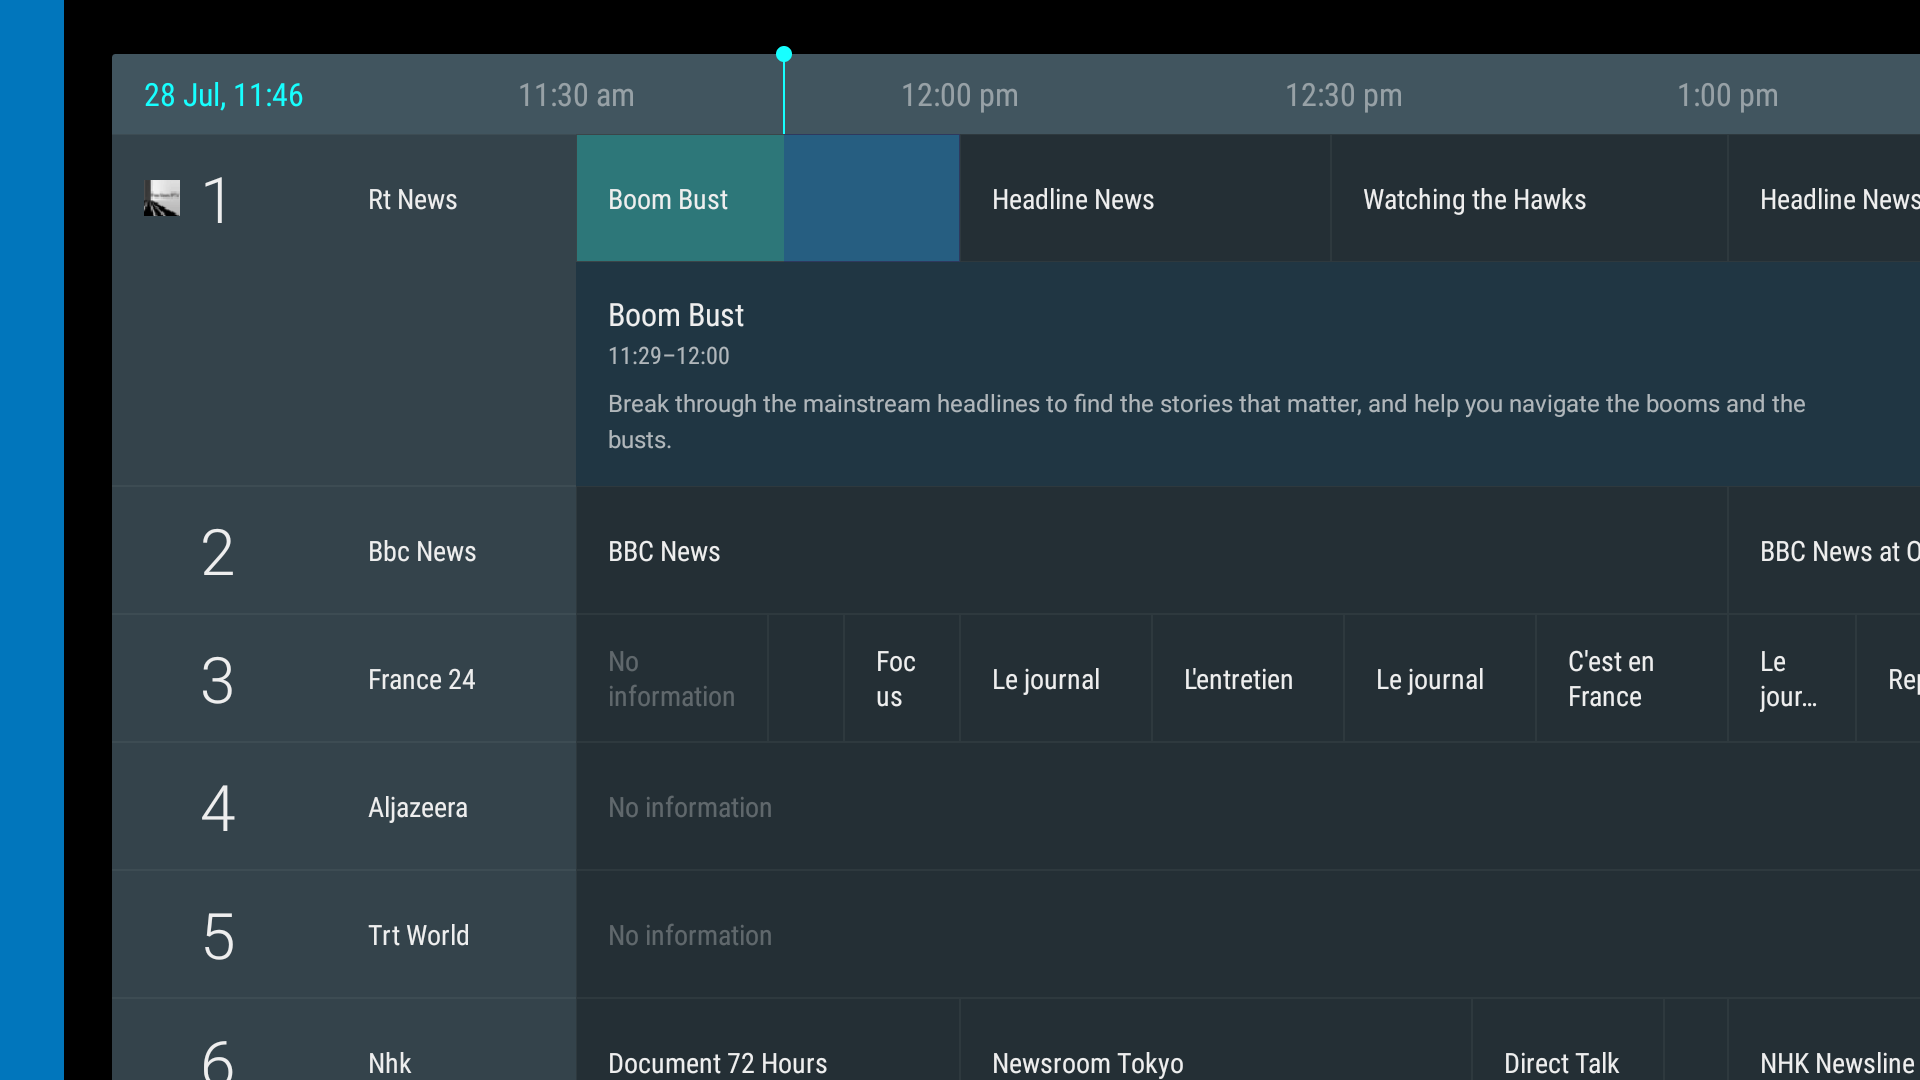 28 Jul, 11:46
11:30 am
12:00 pm
12:30 pm
1:00 pm
1
Rt News
Boom Bust
Headline News
Watching the Hawks
Headline News
Boom Bust
11:29–12:00
Break through the mainstream headlines to find the stories that matter, and help you navigate the booms and the
busts.
2
Bbc News
BBC News
BBC News at O
3
France 24
No
information
Foc
us
Le journal
L'entretien
Le journal
C'est en
France
Le
jour...
Rep
4
Aljazeera
No information
5
Trt World
No information
6
Nhk
Document 72 Hours
Newsroom Tokyo
Direct Talk
NHK Newsline